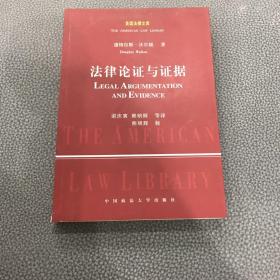 美国法律文库
THE AMERICAN LAW LIBRARY
道格拉斯·沃尔顿 著
Douglas Walton
法律论证与证据
LEGAL ARGUMENTATION
AND EVIDENCE
梁庆寅 熊明辉 等译
熊明辉 校
THE AMERICAN
LAW LIBRARY
中国政法大学出版社